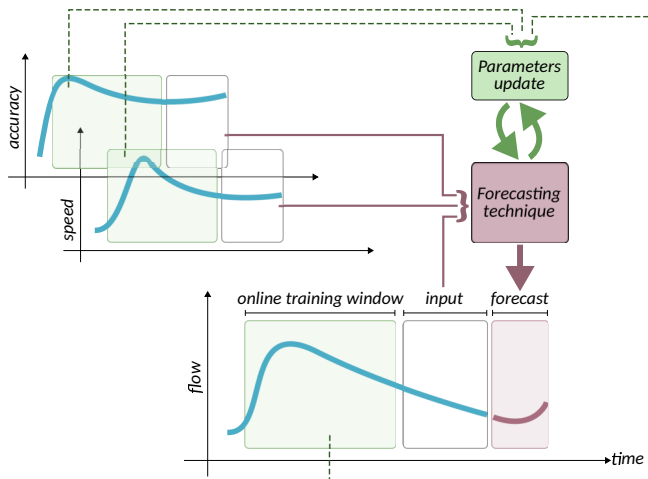 Parameters
update
accuracy
Forecasting
technique
speed
online training window
input
forecast
flow
time